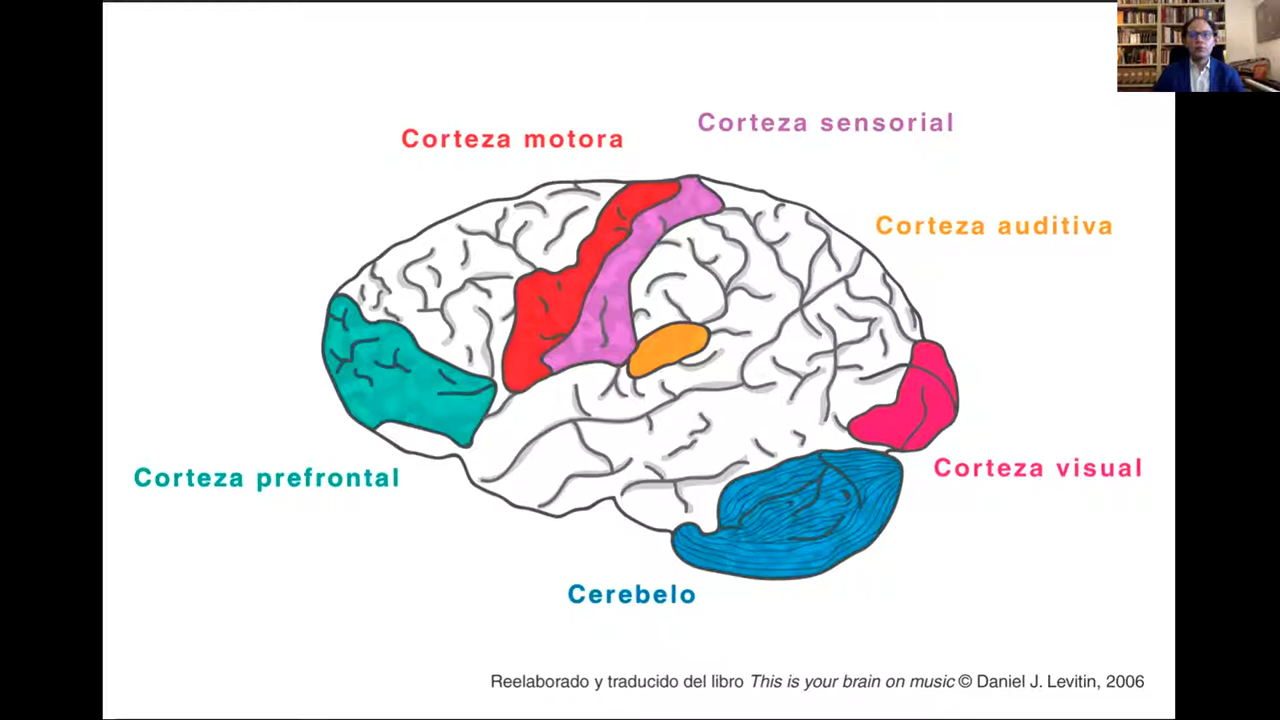 Corteza sensorial
Corteza motora
Corteza auditiva
Corteza visual
Corteza prefrontal
Cerebelo
Reelaborado y traducido del libro This is your brain on music © Daniel J. Levitin, 2006